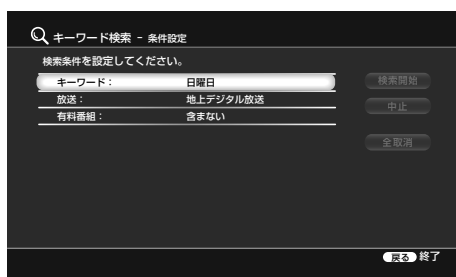 キーワード検索 - 条件設定
検索条件を設定してください。
キーワード： 日曜日
検索開始
放送： 地上デジタル放送
中止
有料番組： 含まない
全取消
戻る 終了